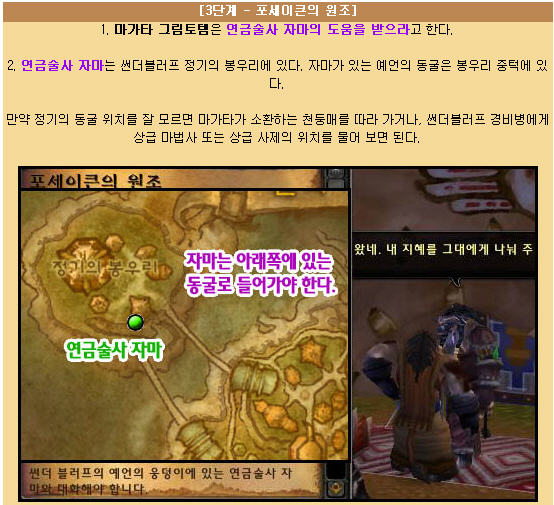 [3단계 - 포세이큰의 원조]
1. 마가타 그림토템은 연금술사 자마의 도움을 받으라고 한다.
2. 연금술사 자마는 썬더블러프 정기의 봉우리에 있다. 자마가 있는 예언의 동굴은 봉우리 중턱에 있
다.
만약 정기의 동굴 위치를 잘 모르면 마가타가 소환하는 천둥매를 따라 가거나, 썬더블러프 경비병에게
상급 마법사 또는 상급 사제의 위치를 물어 보면 된다.
포세이큰의 원조
왔네. 내 지혜를 그대에게 나눠 주
정기의 봉우리
자마는 아래쪽에 있는
동굴로 들어가야 한다.
연금술사 자마
썬더 블러프의 예언의 웅덩이에 있는 연금술사 자
마와 대화해야 합니다.